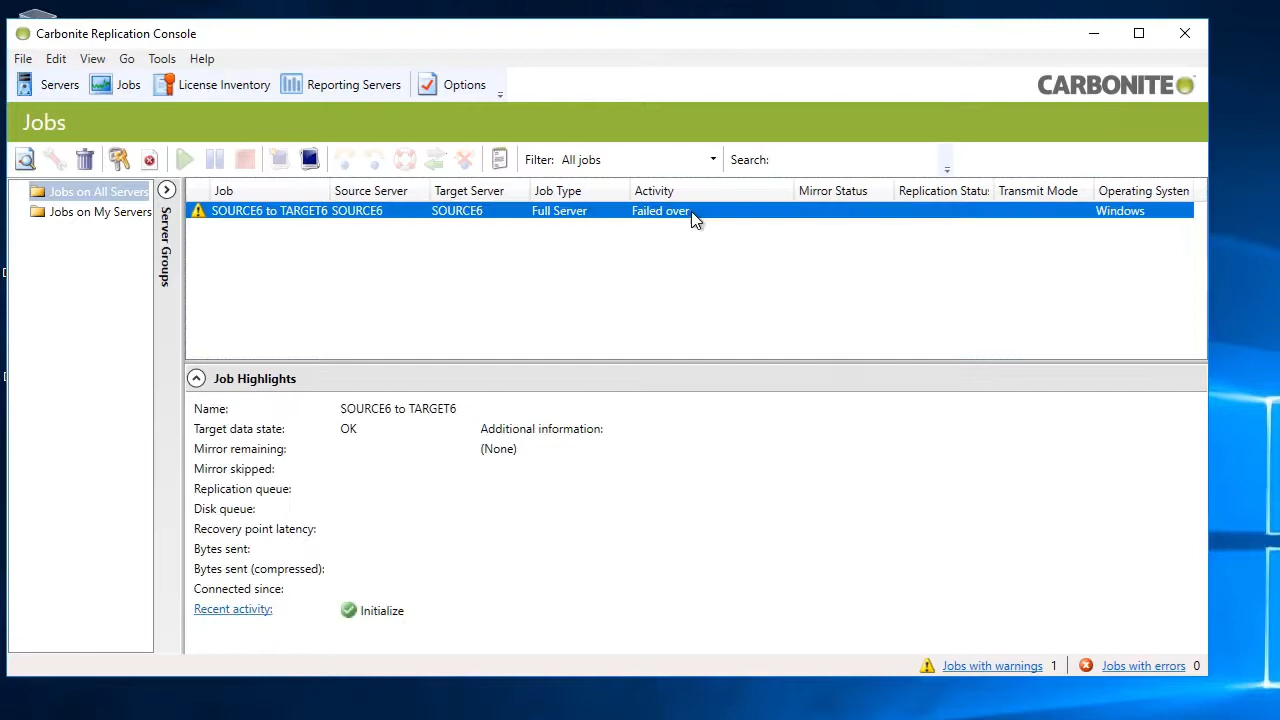 Carbonite Replication Console
File Edit View Go Tools Help
Servers Jobs License Inventory Reporting Servers Options
CARBONITE
Jobs
Filter: All jobs Search:
Jobs on All Servers
Jobs on My Servers
Server Groups
Job Source Server Target Server Job Type Activity Mirror Status Replication Status Transmit Mode Operating System
SOURCE6 to TARGET6 SOURCE6 SOURCE6 Full Server Failed over Windows
Job Highlights
Name: SOURCE6 to TARGET6
Target data state: OK Additional information:
Mirror remaining: (None)
Mirror skipped:
Replication queue:
Disk queue:
Recovery point latency:
Bytes sent:
Bytes sent (compressed):
Connected since:
Recent activity: Initialize
Jobs with warnings 1 Jobs with errors 0